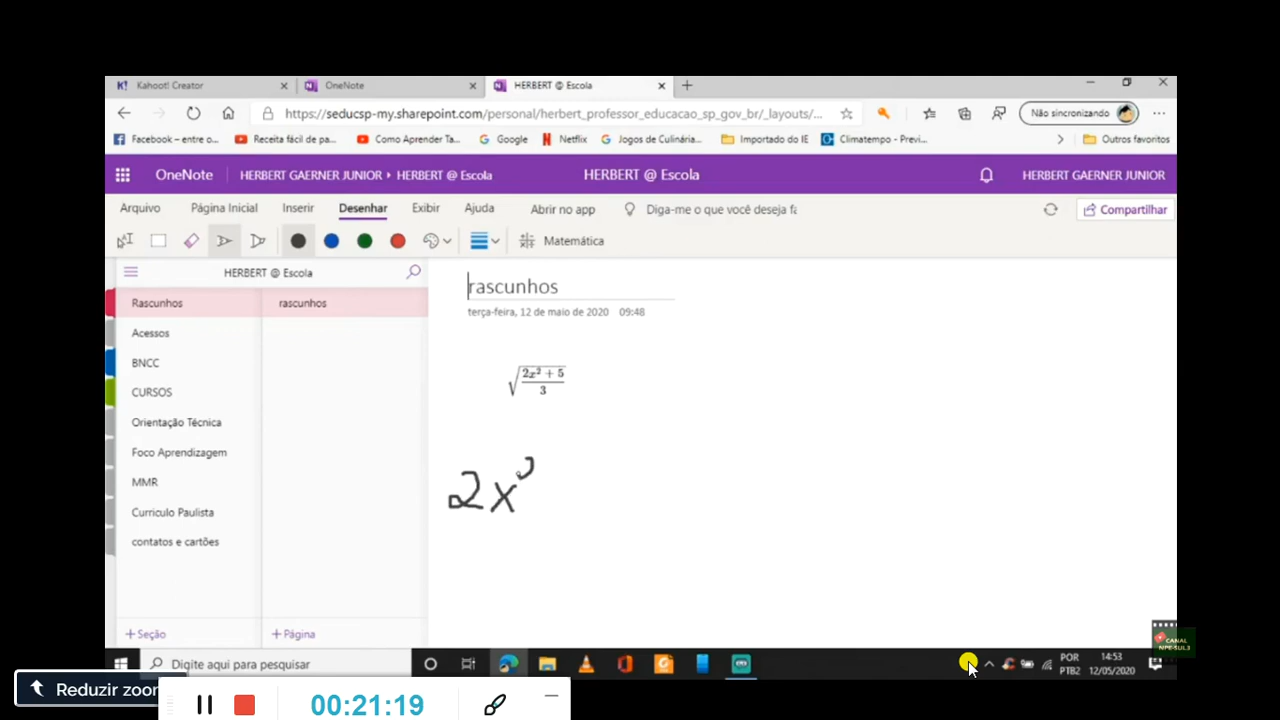 Kahoot! Creator
OneNote
HERBERT @ Escola
https://seducsp-my.sharepoint.com/personal/herbert_professor_educacao_sp_gov_br/_layouts/...
Não sincronizando
Facebook – entre o...
Receita fácil de pa...
Como Aprender Ta...
Google
Netflix
Jogos de Culinária...
Importado do IE
Climatempo - Previ...
Outros favoritos
OneNote
HERBERT GAERNER JUNIOR ▸ HERBERT @ Escola
HERBERT @ Escola
HERBERT GAERNER JUNIOR
Arquivo
Página Inicial
Inserir
Desenhar
Exibir
Ajuda
Abrir no app
Diga-me o que você deseja fa
Compartilhar
Matemática
HERBERT @ Escola
Rascunhos
Acessos
BNCC
CURSOS
Orientação Técnica
Foco Aprendizagem
MMR
Curriculo Paulista
contatos e cartões
+ Seção
rascunhos
+ Página
rascunhos
terça-feira, 12 de maio de 2020 09:48
√((2x² + 5)/3)
2x
CANAL
NPE-SUL3
Digite aqui para pesquisar
POR
PTB2
14:53
12/05/2020
Reduzir zoom
00:21:19